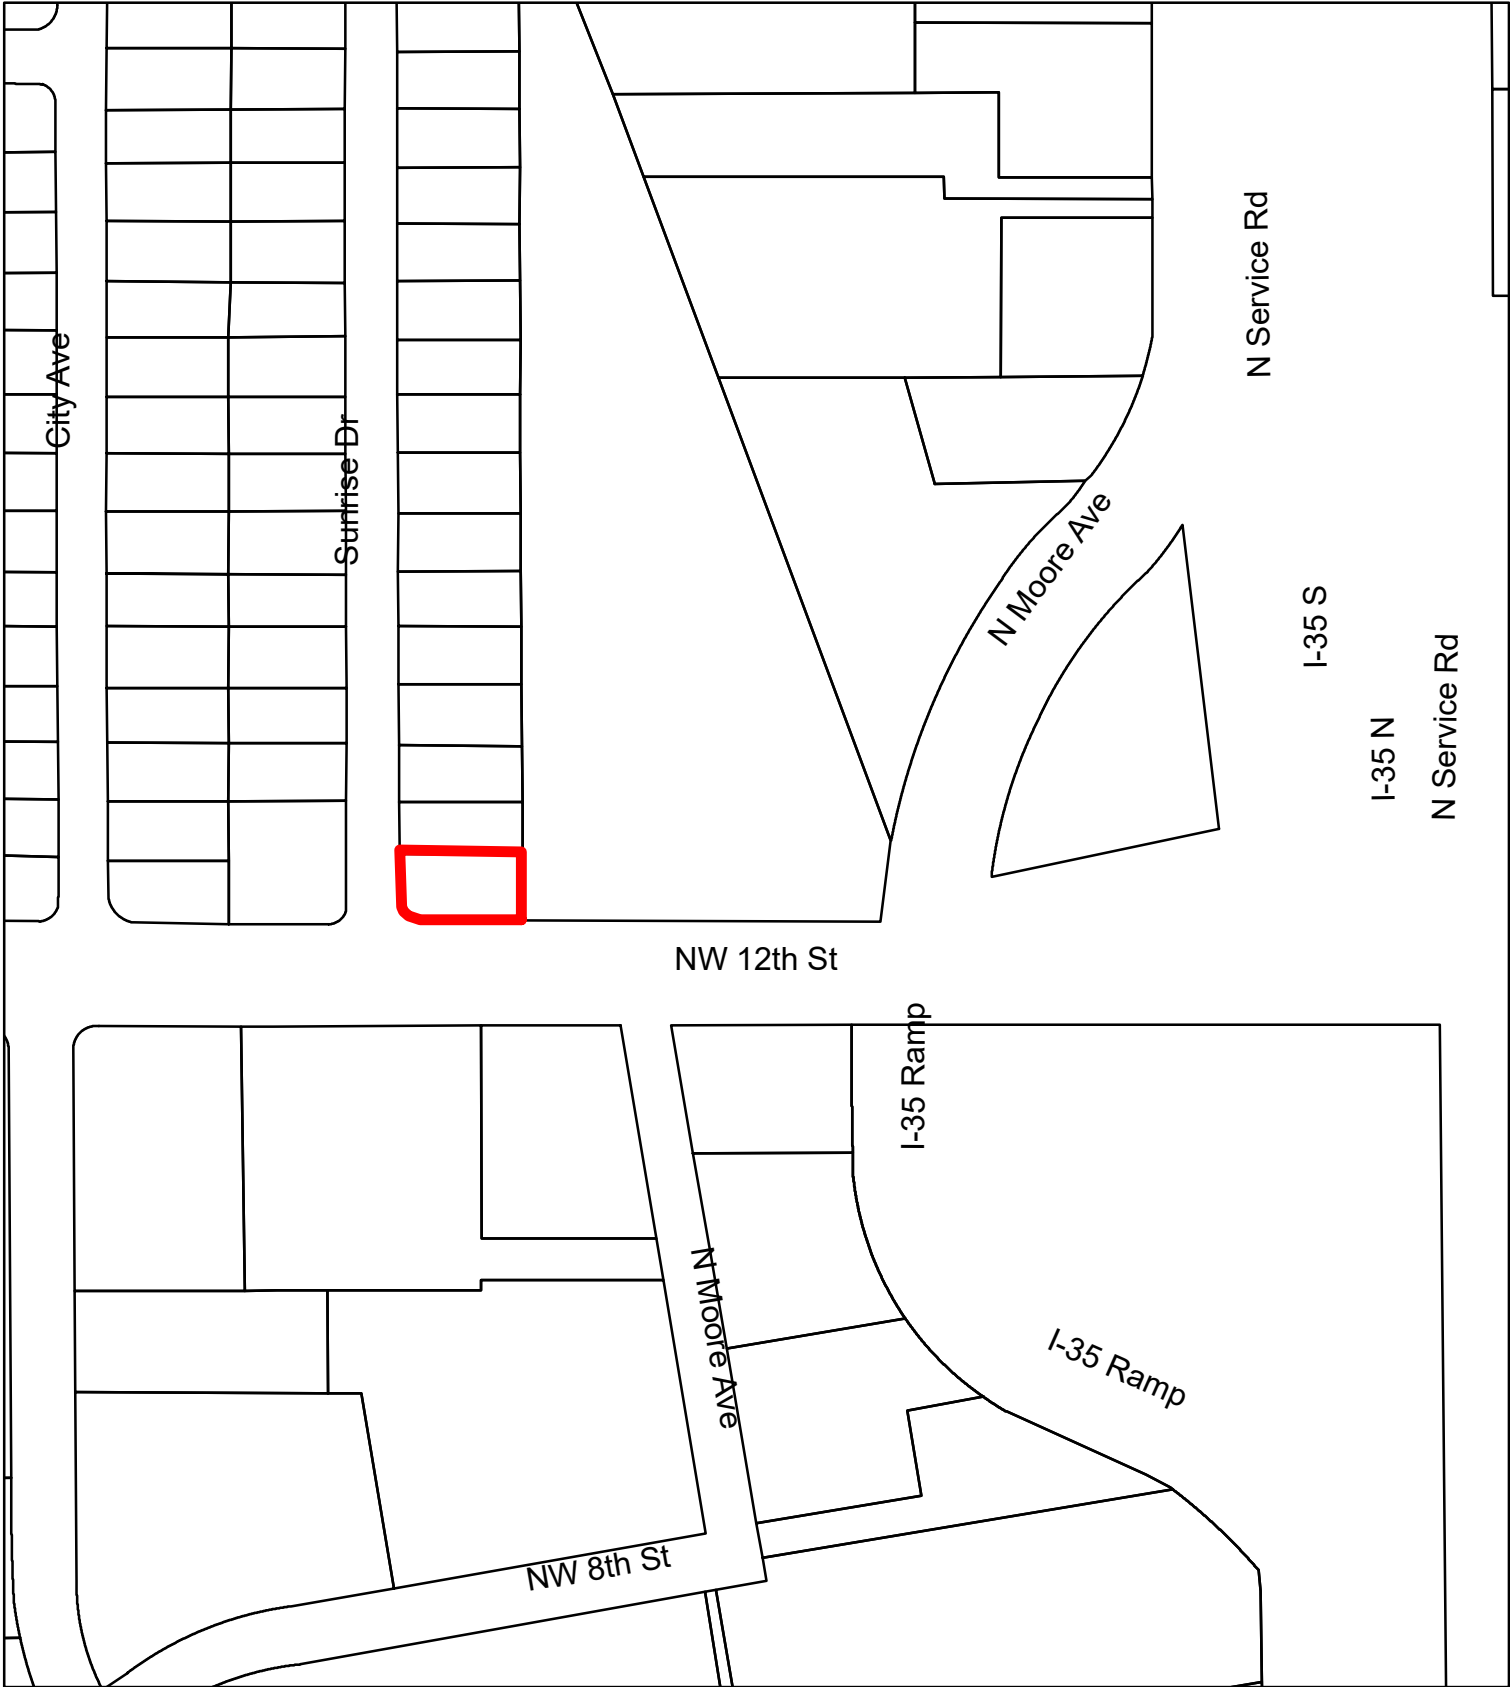 N Service Rd
City Ave
Sunrise Dr
N Moore Ave
I-35 S
N Service Rd
I-35 N
NW 12th St
I-35 Ramp
N Moore Ave
I-35 Ramp
NW 8th St